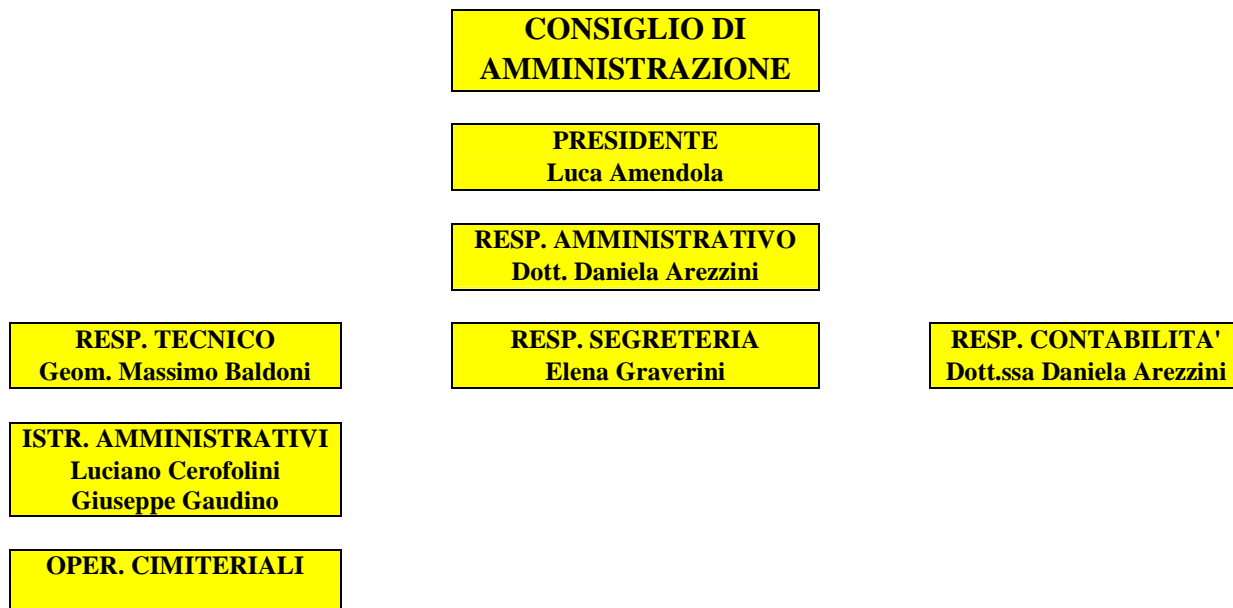 CONSIGLIO DI
AMMINISTRAZIONE
PRESIDENTE
Luca Amendola
RESP. AMMINISTRATIVO
Dott. Daniela Arezzini
RESP. TECNICO
Geom. Massimo Baldoni
RESP. SEGRETERIA
Elena Graverini
RESP. CONTABILITA'
Dott.ssa Daniela Arezzini
ISTR. AMMINISTRATIVI
Luciano Cerofolini
Giuseppe Gaudino
OPER. CIMITERIALI